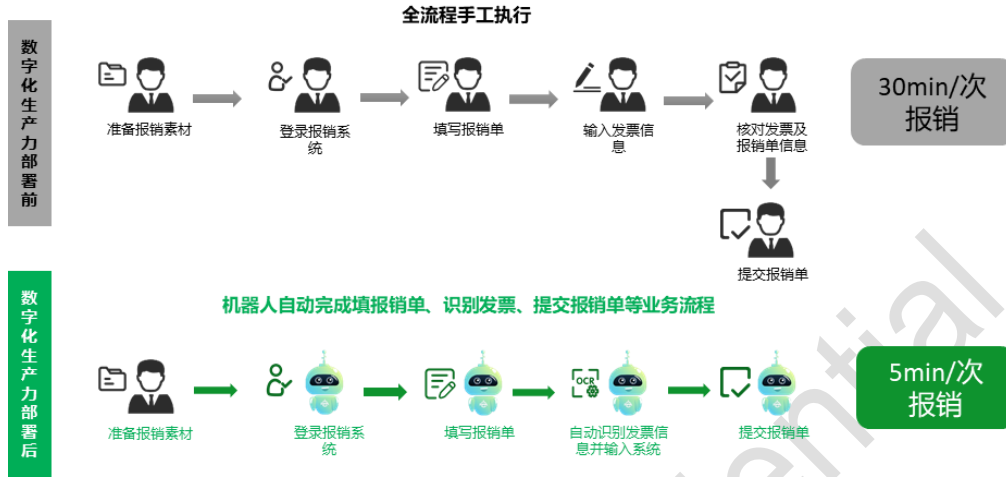 全流程手工执行
数字化生产力部署前
准备报销素材
登录报销系
统
填写报销单
输入发票信
息
核对发票及
报销单信息
30min/次
报销
提交报销单
数字化生产力部署后
机器人自动完成填报销单、识别发票、提交报销单等业务流程
准备报销素材
登录报销系
统
填写报销单
OCR
自动识别发票信
息并输入系统
提交报销单
5min/次
报销
ential